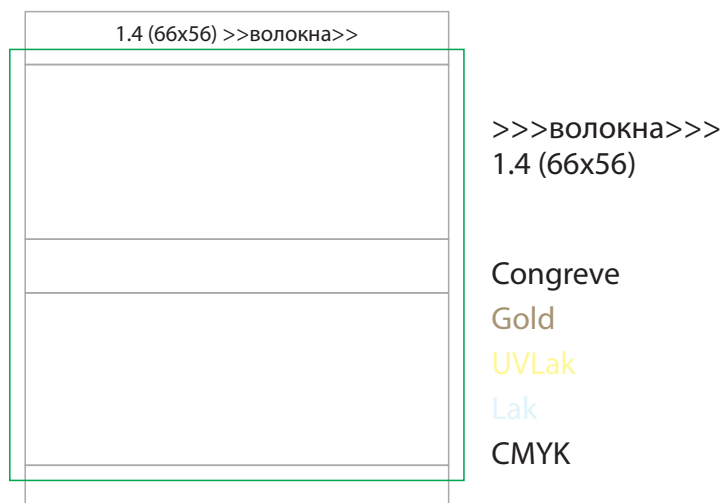 1.4 (66x56) >>волокна>>
>>>волокна>>>
1.4 (66x56)
Congreve
Gold
UVLak
Lak
CMYK